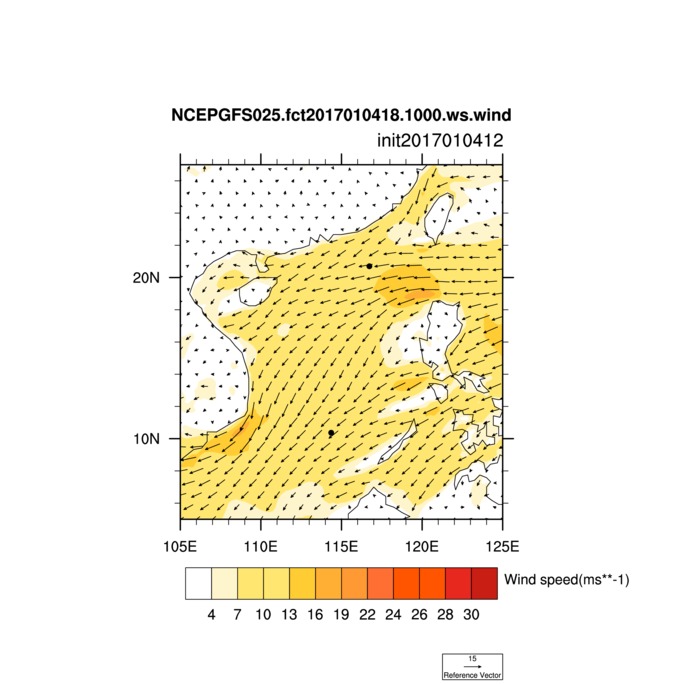 NCEPGFS025.fct2017010418.1000.ws.wind
init2017010412
20N
10N
105E 110E 115E 120E 125E
4 7 10 13 16 19 22 24 26 28 30
Wind speed(ms**-1)
15
Reference Vector